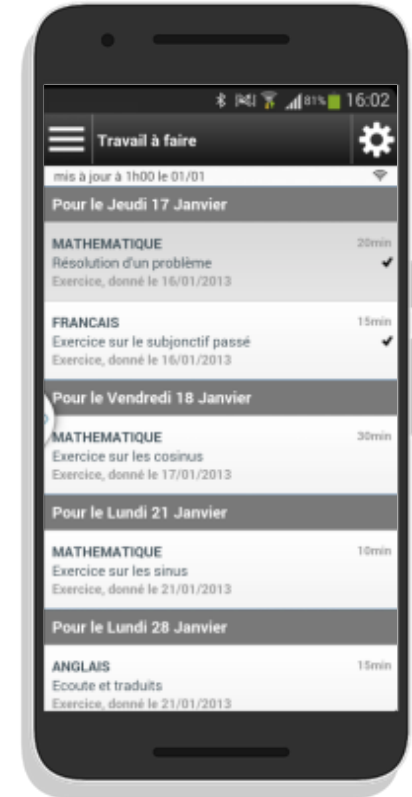 81% 16:02
Travail à faire
mis à jour à 1h00 le 01/01
Pour le Jeudi 17 Janvier
MATHEMATIQUE 20min
Résolution d'un problème
Exercice, donné le 16/01/2013
FRANCAIS 15min
Exercice sur le subjonctif passé
Exercice, donné le 16/01/2013
Pour le Vendredi 18 Janvier
MATHEMATIQUE 30min
Exercice sur les cosinus
Exercice, donné le 17/01/2013
Pour le Lundi 21 Janvier
MATHEMATIQUE 10min
Exercice sur les sinus
Exercice, donné le 21/01/2013
Pour le Lundi 28 Janvier
ANGLAIS 15min
Ecoute et traduits
Exercice, donné le 21/01/2013